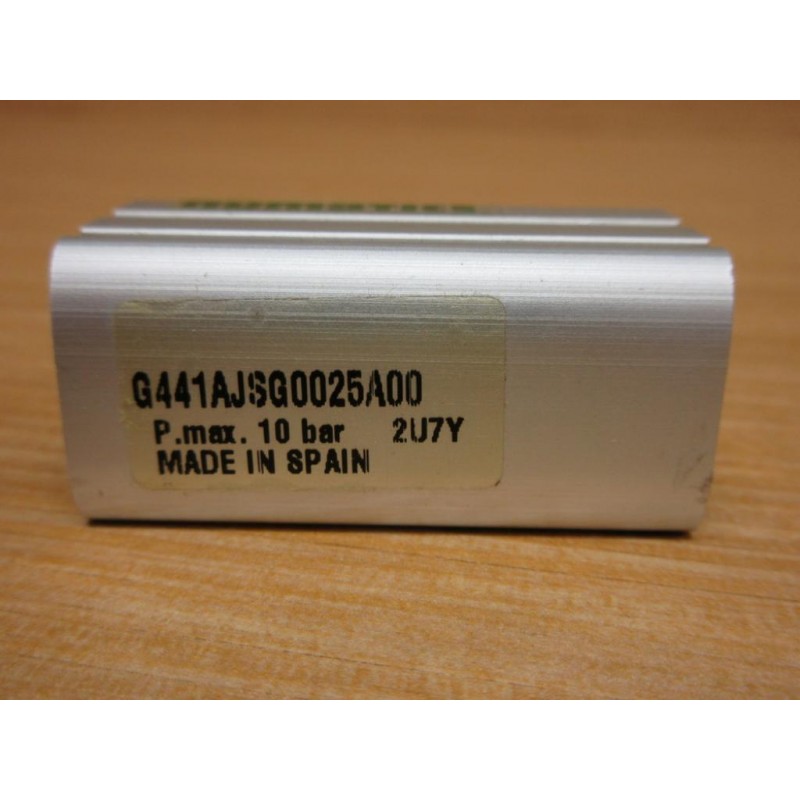 G441AJSG0025A00
P.max. 10 bar 2U7Y
MADE IN SPAIN